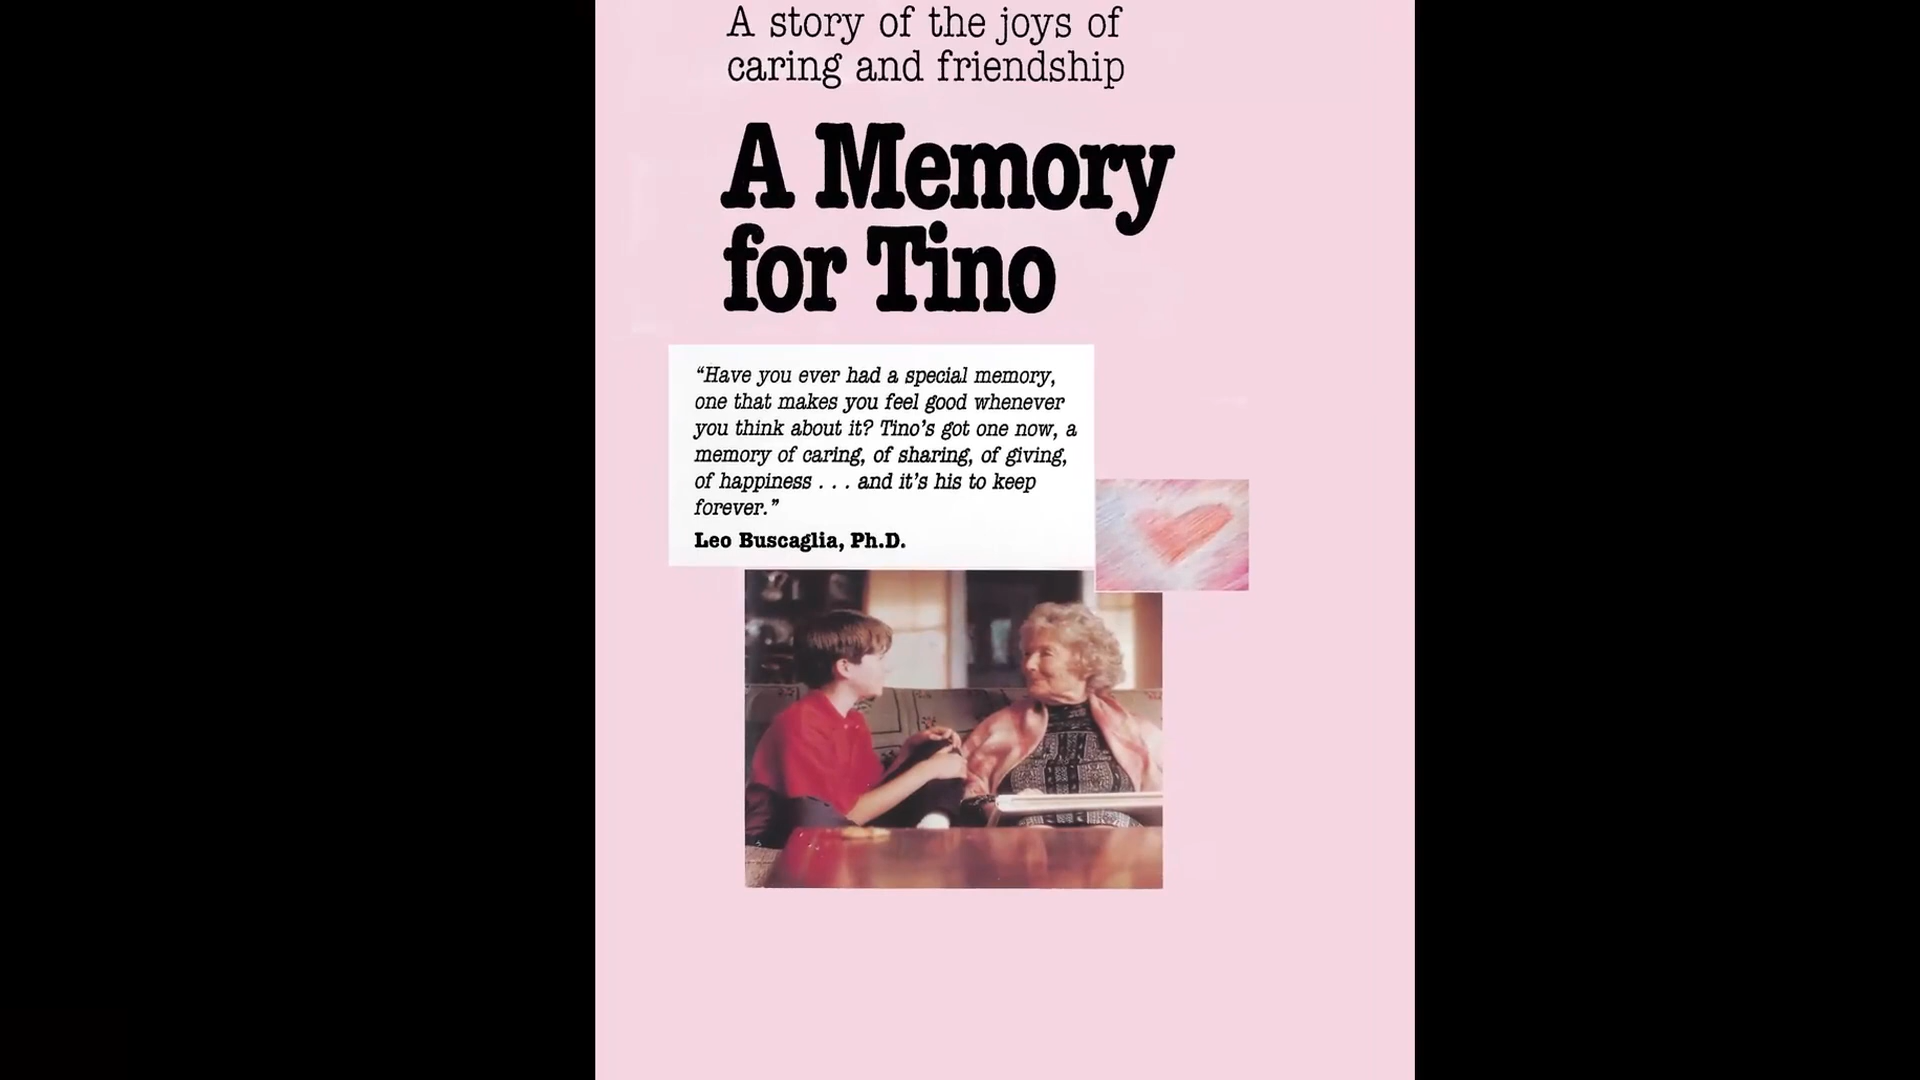 A story of the joys of
caring and friendship
A Memory
for Tino
“Have you ever had a special memory,
one that makes you feel good whenever
you think about it? Tino’s got one now, a
memory of caring, of sharing, of giving,
of happiness . . . and it’s his to keep
forever.”
Leo Buscaglia, Ph.D.